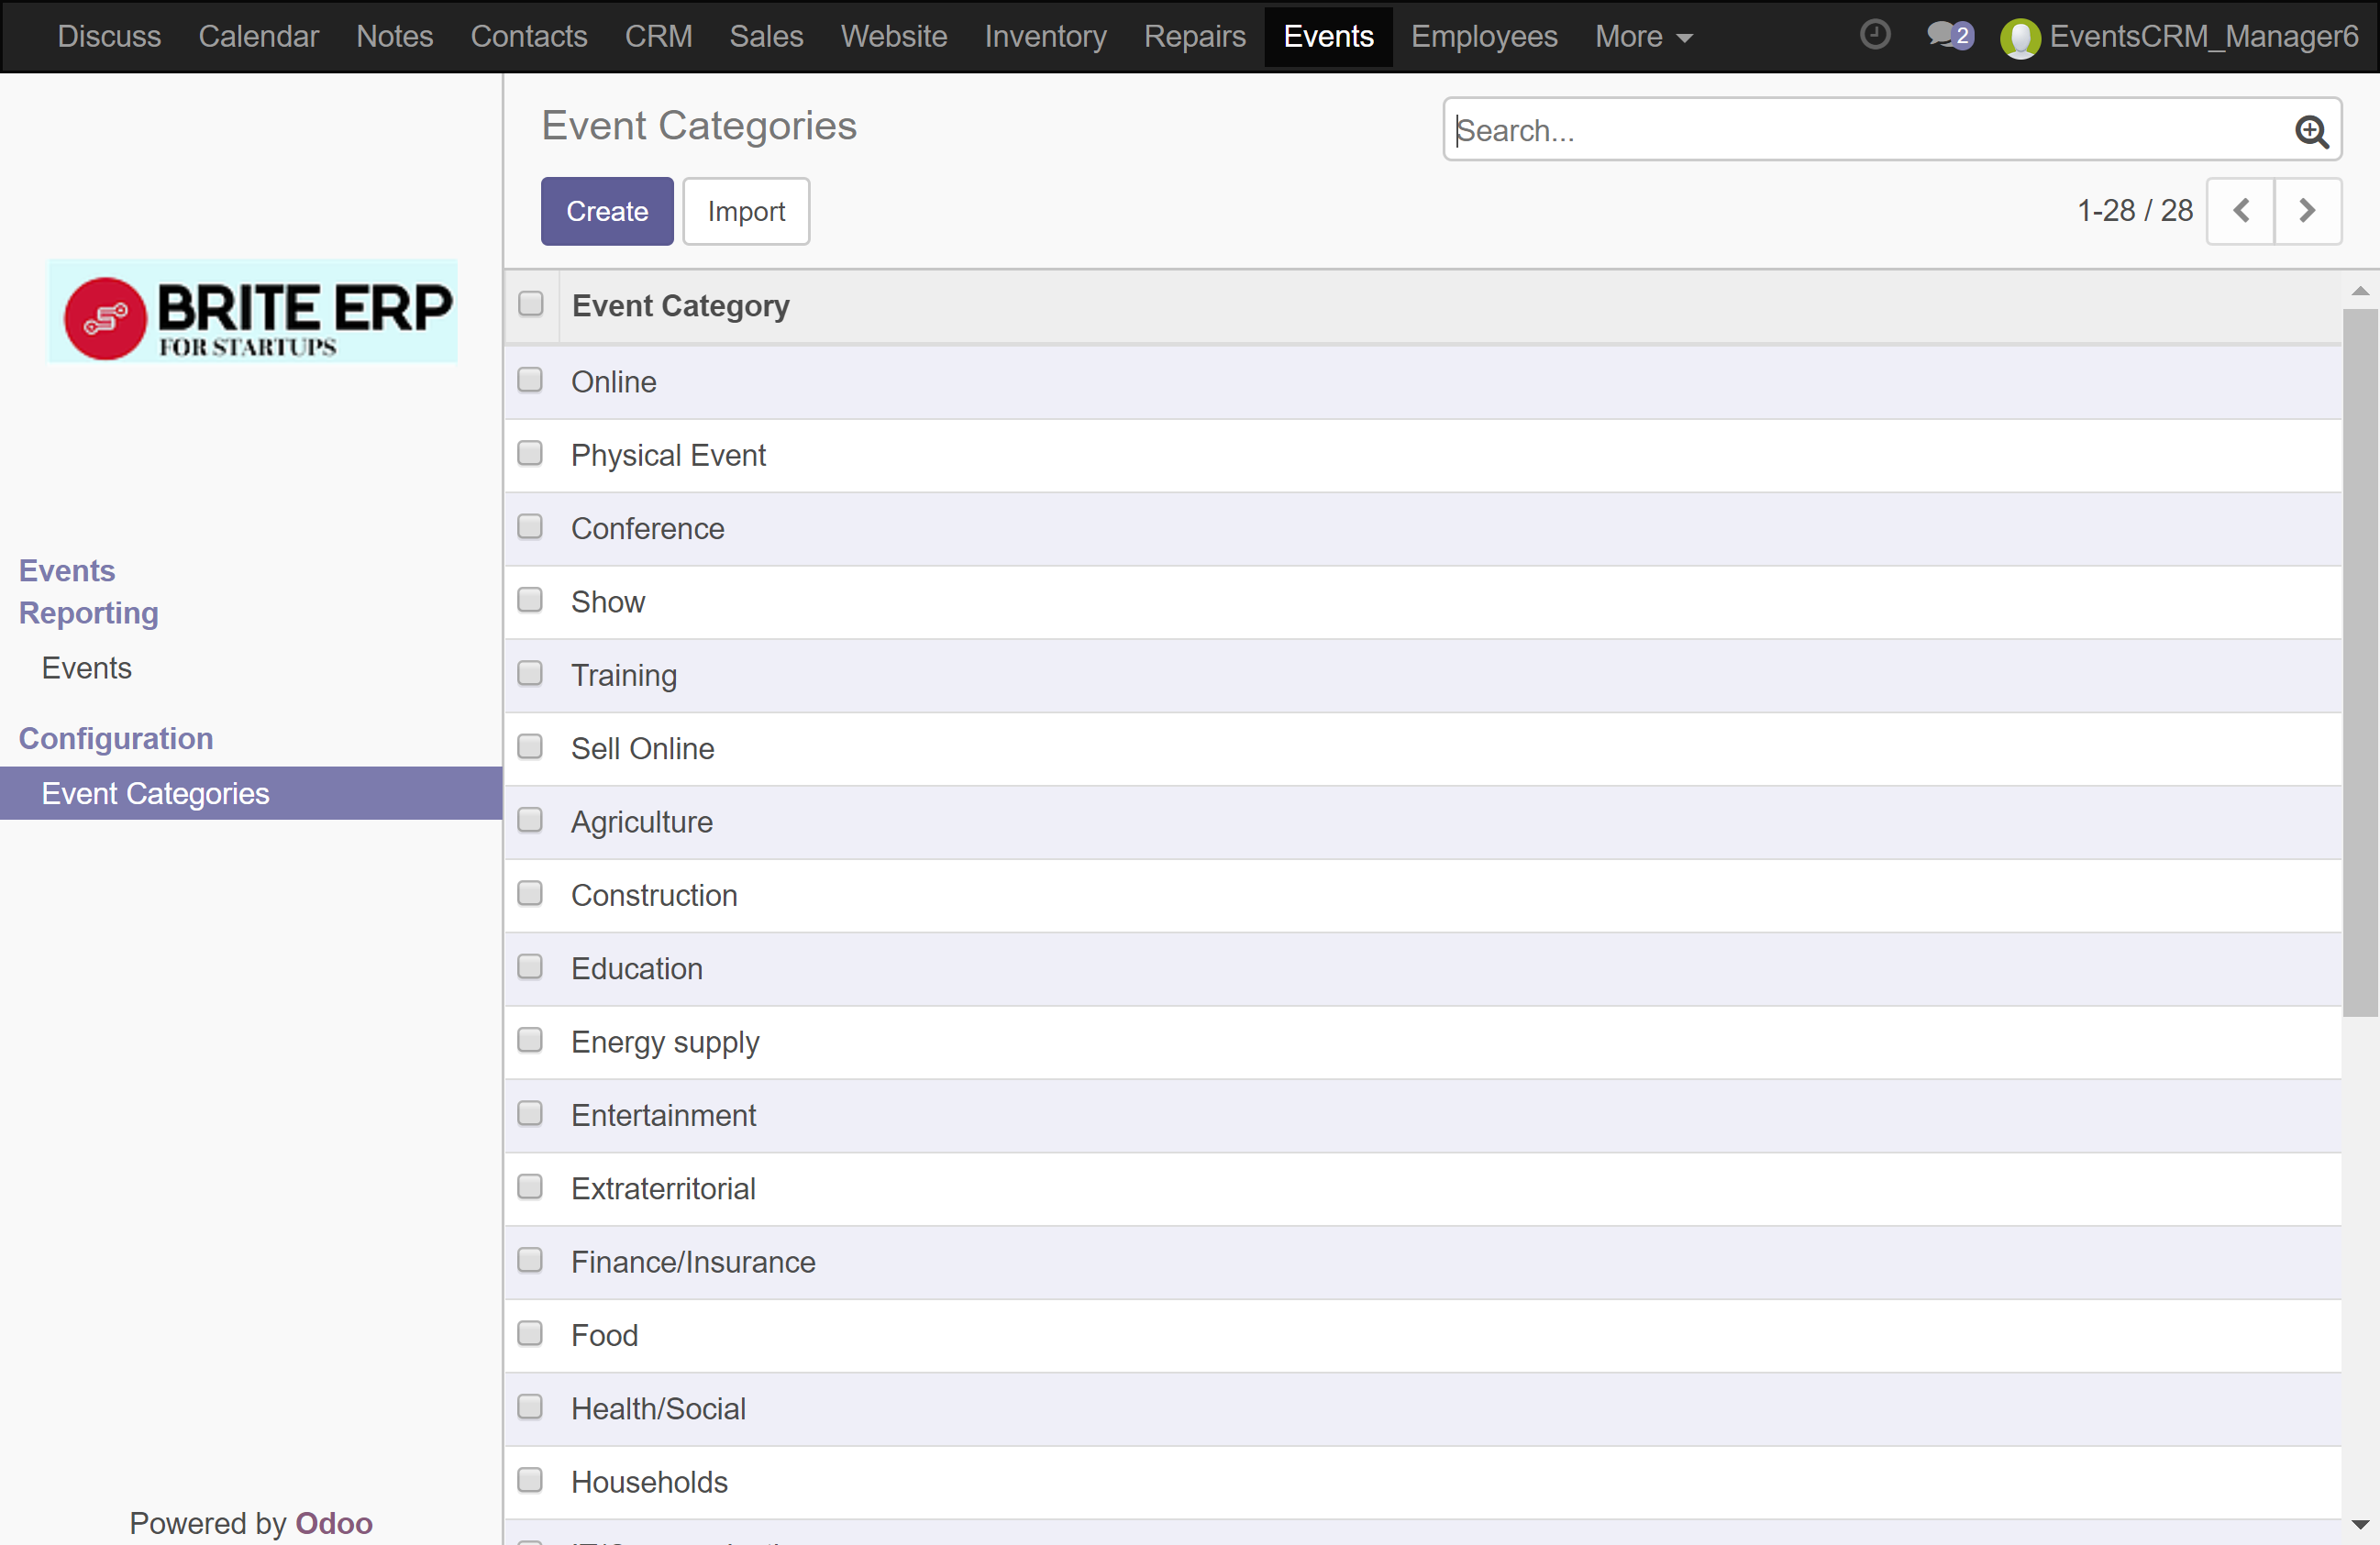 Discuss Calendar Notes Contacts CRM Sales Website Inventory Repairs Events Employees More 2 EventsCRM_Manager6
Event Categories
Search...
Create Import
1-28 / 28
BRITE ERP
FOR STARTUPS
Events
Reporting
Events
Configuration
Event Categories
Powered by Odoo
Event Category
Online
Physical Event
Conference
Show
Training
Sell Online
Agriculture
Construction
Education
Energy supply
Entertainment
Extraterritorial
Finance/Insurance
Food
Health/Social
Households